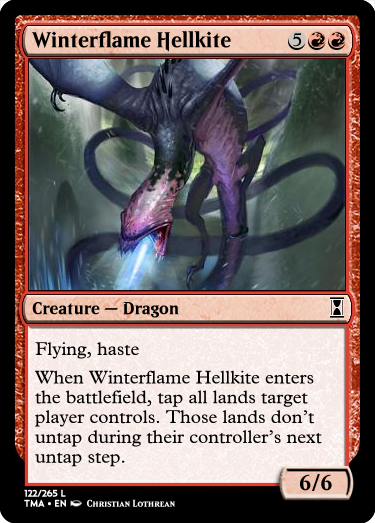 Winterflame Hellkite 5
Creature — Dragon
Flying, haste
When Winterflame Hellkite enters
the battlefield, tap all lands target
player controls. Those lands don't
untap during their controller's next
untap step.
6/6
122/265 L
TMA • EN Christian Lothrean